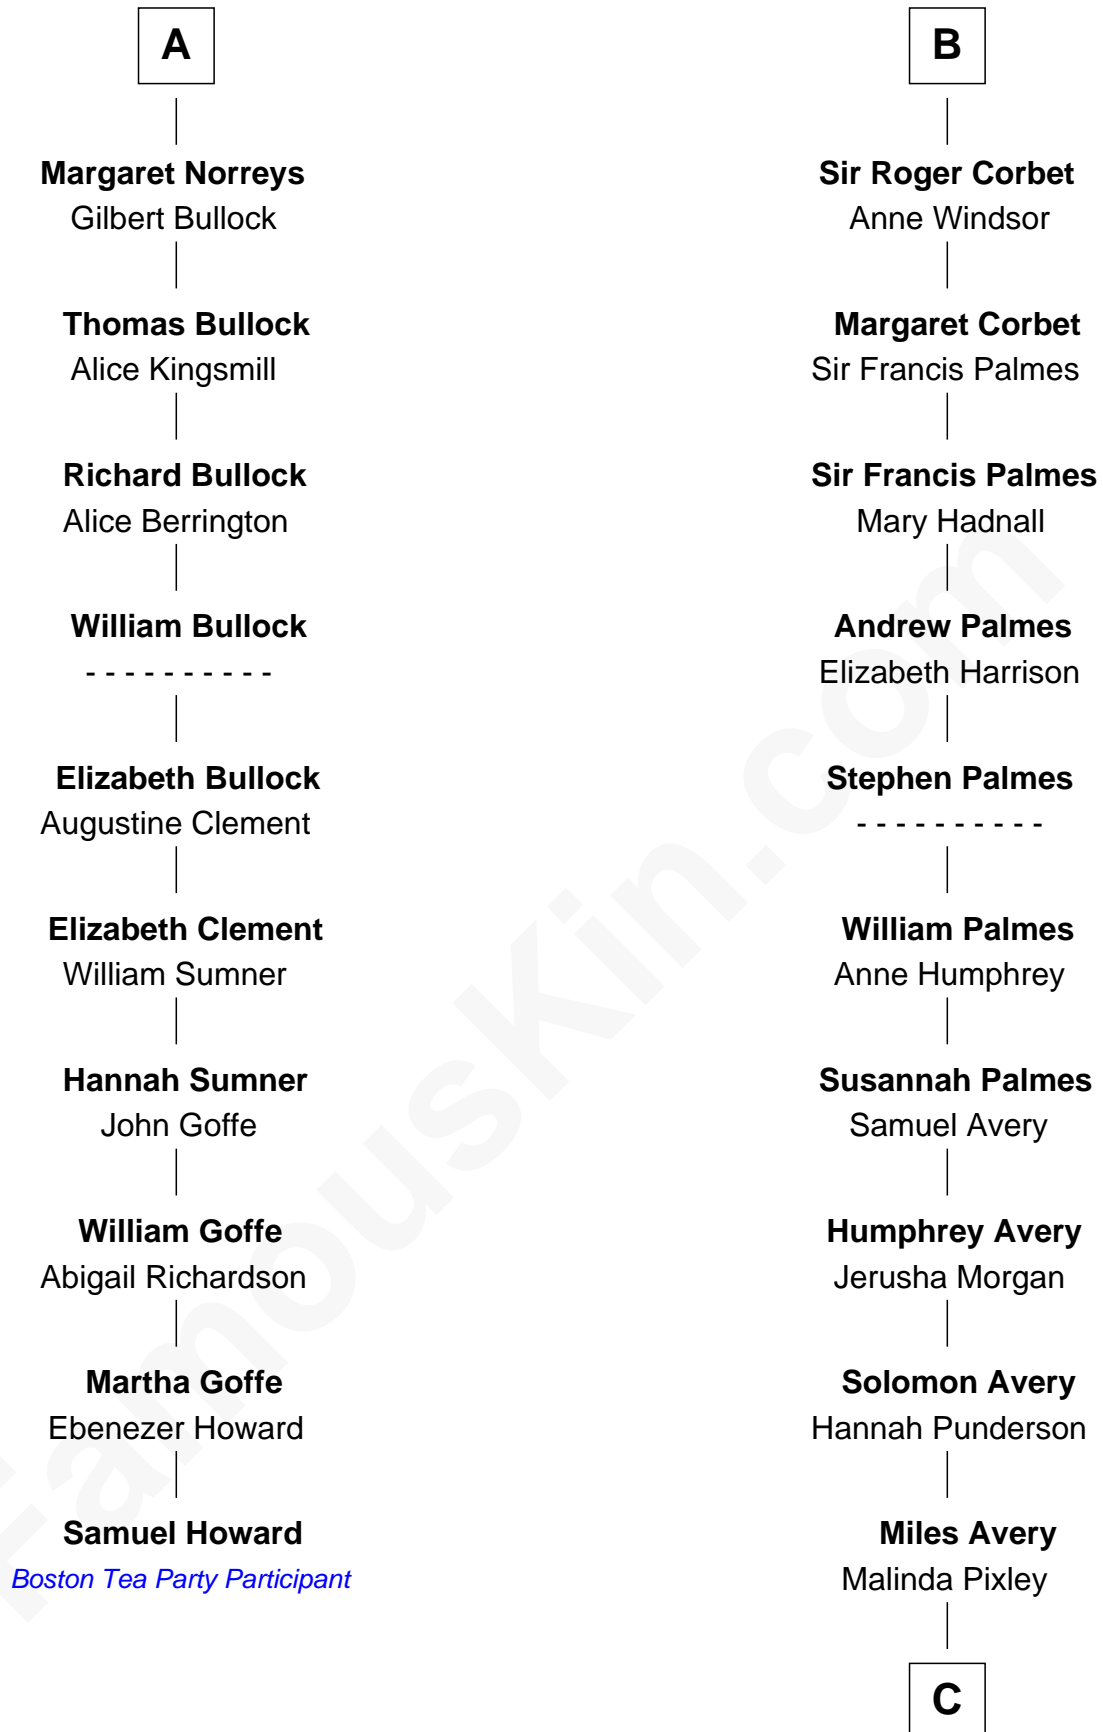 A
Margaret Norreys
Gilbert Bullock
Thomas Bullock
Alice Kingsmill
Richard Bullock
Alice Berrington
William Bullock
- - - - - - - - - -
Elizabeth Bullock
Augustine Clement
Elizabeth Clement
William Sumner
Hannah Sumner
John Goffe
William Goffe
Abigail Richardson
Martha Goffe
Ebenezer Howard
Samuel Howard
Boston Tea Party Participant
B
Sir Roger Corbet
Anne Windsor
Margaret Corbet
Sir Francis Palmes
Sir Francis Palmes
Mary Hadnall
Andrew Palmes
Elizabeth Harrison
Stephen Palmes
- - - - - - - - - -
William Palmes
Anne Humphrey
Susannah Palmes
Samuel Avery
Humphrey Avery
Jerusha Morgan
Solomon Avery
Hannah Punderson
Miles Avery
Malinda Pixley
C
FamousKin.com